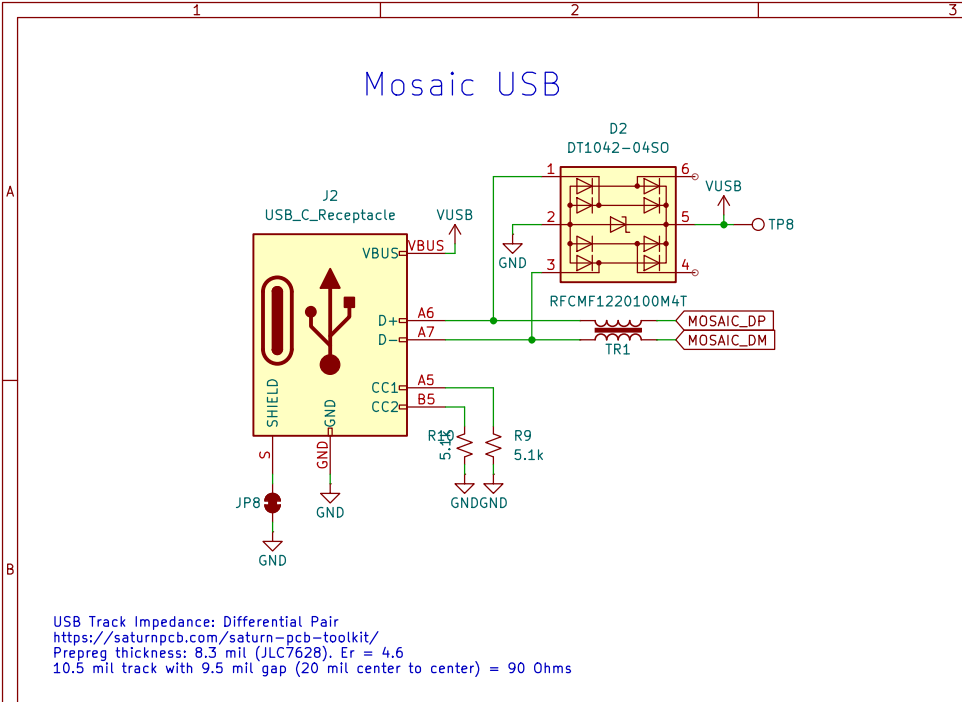 1 2 3
Mosaic USB
D2
DT1042-04SO
1 6
A
VUSB
J2
USB_C_Receptacle
VUSB
2 5 TP8
VBUS VBUS
GND
3 4
RFCMF1220100M4T
D+ A6 MOSAIC_DP
D- A7 MOSAIC_DM
TR1
CC1 A5
CC2 B5
SHIELD
GND
R10
5.1k
R9
5.1k
S
GND
GND
GND
JP8
GND
GND
B
USB Track Impedance: Differential Pair
https://saturnpcb.com/saturn-pcb-toolkit/
Prepreg thickness: 8.3 mil (JLC7628). Er = 4.6
10.5 mil track with 9.5 mil gap (20 mil center to center) = 90 Ohms